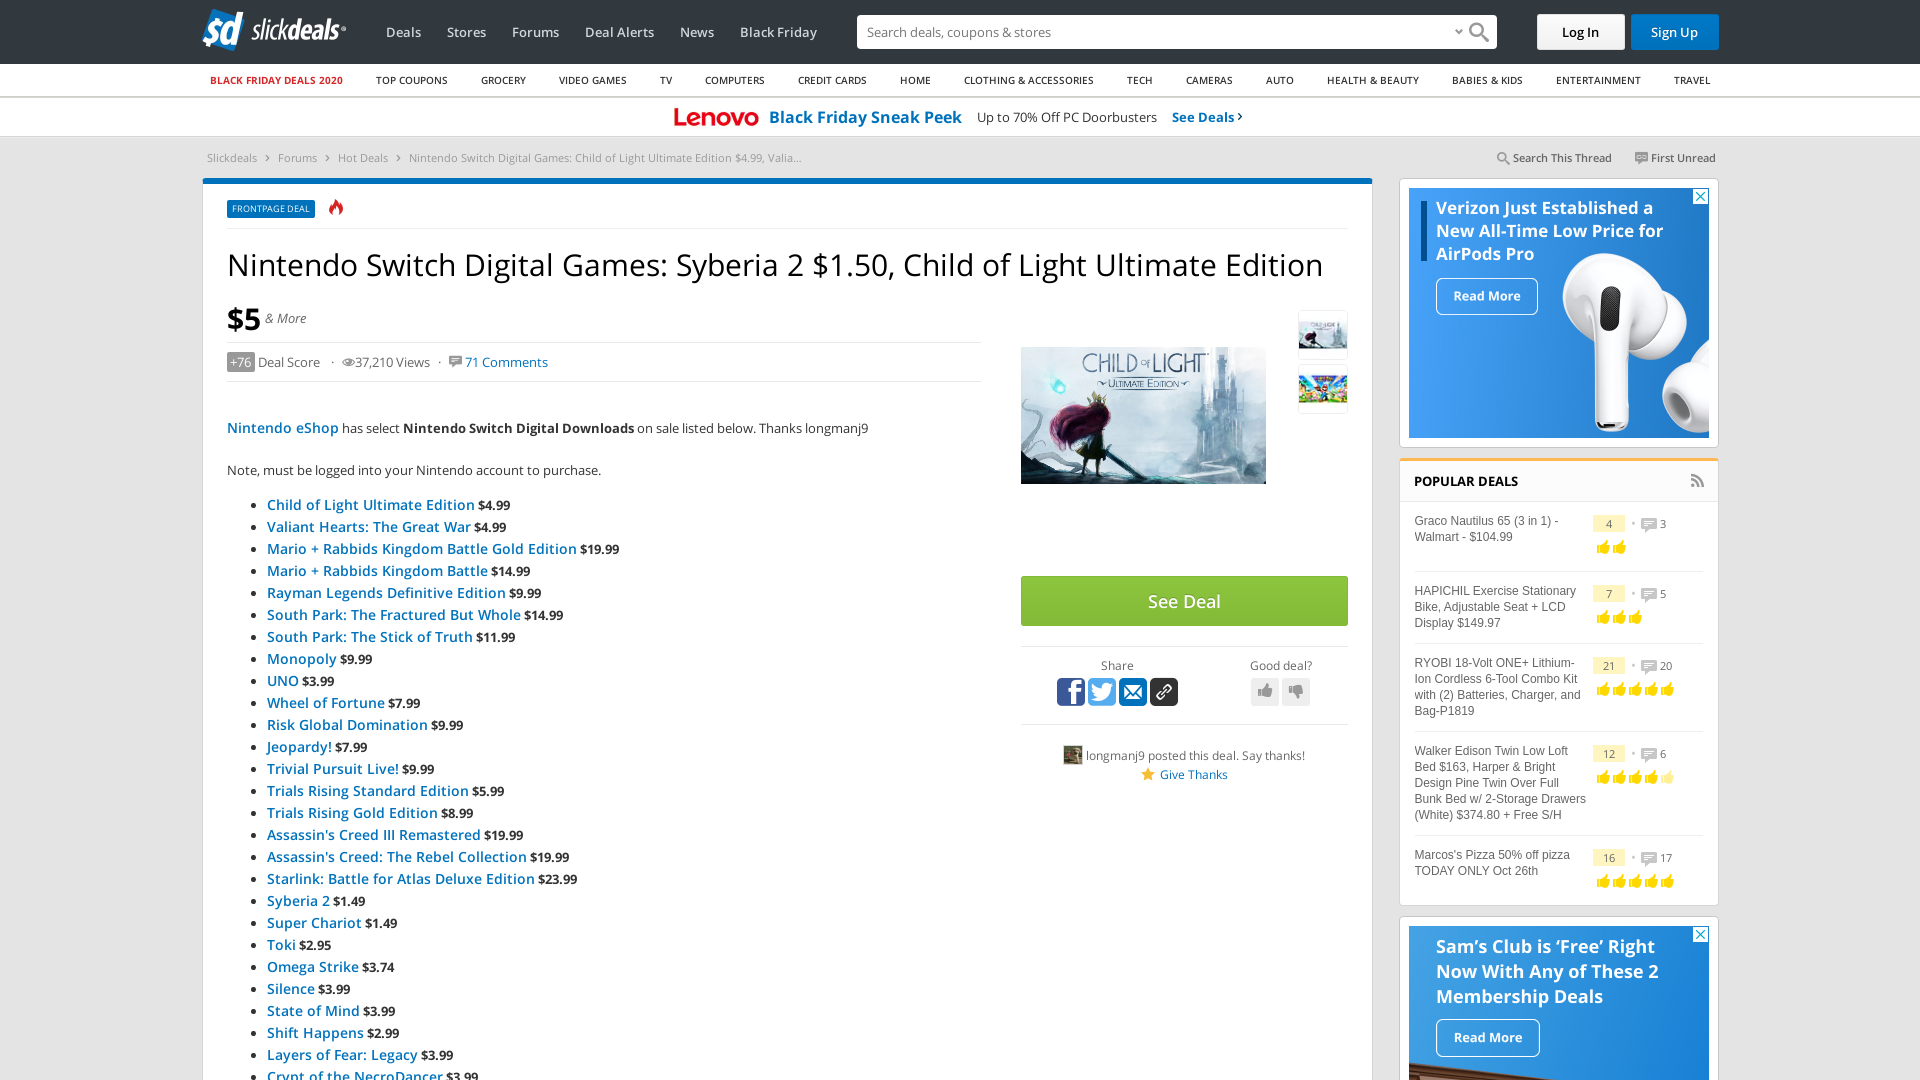 sd slickdeals
Deals
Stores
Forums
Deal Alerts
News
Black Friday
Search deals, coupons & stores
Log In
Sign Up
BLACK FRIDAY DEALS 2020
TOP COUPONS
GROCERY
VIDEO GAMES
TV
COMPUTERS
CREDIT CARDS
HOME
CLOTHING & ACCESSORIES
TECH
CAMERAS
AUTO
HEALTH & BEAUTY
BABIES & KIDS
ENTERTAINMENT
TRAVEL
Lenovo Black Friday Sneak Peek Up to 70% Off PC Doorbusters See Deals ›
Slickdeals › Forums › Hot Deals › Nintendo Switch Digital Games: Child of Light Ultimate Edition $4.99, Valia...
Search This Thread
First Unread
FRONTPAGE DEAL
Nintendo Switch Digital Games: Syberia 2 $1.50, Child of Light Ultimate Edition
$5 & More
+76 Deal Score · 37,210 Views · 71 Comments
Nintendo eShop has select Nintendo Switch Digital Downloads on sale listed below. Thanks longmanj9
Note, must be logged into your Nintendo account to purchase.
• Child of Light Ultimate Edition $4.99
• Valiant Hearts: The Great War $4.99
• Mario + Rabbids Kingdom Battle Gold Edition $19.99
• Mario + Rabbids Kingdom Battle $14.99
• Rayman Legends Definitive Edition $9.99
• South Park: The Fractured But Whole $14.99
• South Park: The Stick of Truth $11.99
• Monopoly $9.99
• UNO $3.99
• Wheel of Fortune $7.99
• Risk Global Domination $9.99
• Jeopardy! $7.99
• Trivial Pursuit Live! $9.99
• Trials Rising Standard Edition $5.99
• Trials Rising Gold Edition $8.99
• Assassin's Creed III Remastered $19.99
• Assassin's Creed: The Rebel Collection $19.99
• Starlink: Battle for Atlas Deluxe Edition $23.99
• Syberia 2 $1.49
• Super Chariot $1.49
• Toki $2.95
• Omega Strike $3.74
• Silence $3.99
• State of Mind $3.99
• Shift Happens $2.99
• Layers of Fear: Legacy $3.99
• Crypt of the NecroDancer $3.99
CHILD OF LIGHT
ULTIMATE EDITION
See Deal
Share
Good deal?
longmanj9 posted this deal. Say thanks!
Give Thanks
Verizon Just Established a
New All-Time Low Price for
AirPods Pro
Read More
POPULAR DEALS
Graco Nautilus 65 (3 in 1) -
Walmart - $104.99
4 • 3
HAPICHIL Exercise Stationary
Bike, Adjustable Seat + LCD
Display $149.97
7 • 5
RYOBI 18-Volt ONE+ Lithium-
Ion Cordless 6-Tool Combo Kit
with (2) Batteries, Charger, and
Bag-P1819
21 • 20
Walker Edison Twin Low Loft
Bed $163, Harper & Bright
Design Pine Twin Over Full
Bunk Bed w/ 2-Storage Drawers
(White) $374.80 + Free S/H
12 • 6
Marcos's Pizza 50% off pizza
TODAY ONLY Oct 26th
16 • 17
Sam's Club is ‘Free’ Right
Now With Any of These 2
Membership Deals
Read More